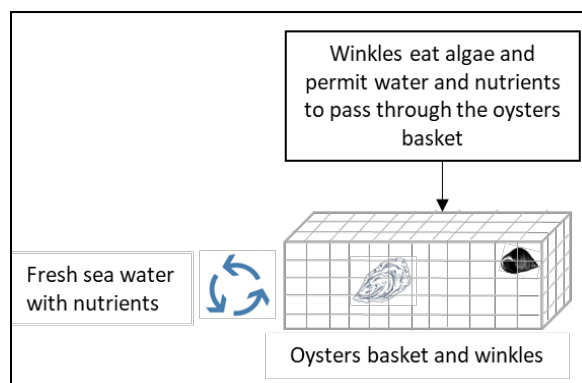 Winkles eat algae and
permit water and nutrients
to pass through the oysters
basket
Fresh sea water
with nutrients
Oysters basket and winkles